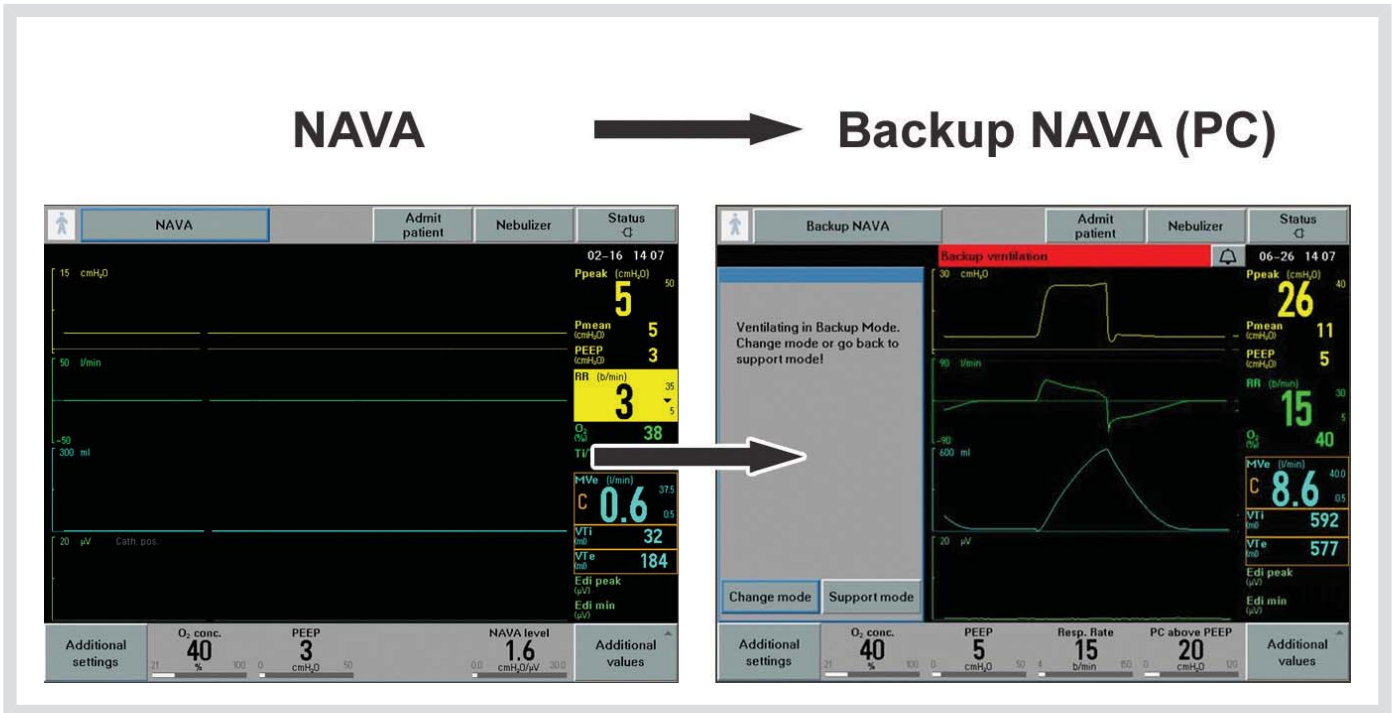 NAVA
Backup NAVA (PC)
NAVA
Admit
patient
Nebulizer
Status
02-16 14 07
15 cmH₂O
Ppeak (cmH₂O)
50
5
Pmean
(cmH₂O)
5
PEEP
(cmH₂O)
3
50 l/min
RR (b/min)
35
3
5
-50
O₂
(%)
38
Ti/
300 ml
MVe (l/min)
37.5
C 0.6
0.5
VTi
(ml)
32
VTe
(ml)
184
20 µV Cath. pos.
Edi peak
(µV)
Edi min
(µV)
Additional
settings
O₂ conc.
40
21 % 100
PEEP
3
0 cmH₂O 50
NAVA level
1.6
0.0 cmH₂O/µV 30.0
Additional
values
Backup NAVA
Admit
patient
Nebulizer
Status
Backup ventilation
06-26 14 07
Ventilating in Backup Mode.
Change mode or go back to
support mode!
Change mode
Support mode
30 cmH₂O
Ppeak (cmH₂O)
40
26
Pmean
(cmH₂O)
11
PEEP
(cmH₂O)
5
90 l/min
RR (b/min)
30
15
5
-90
O₂
(%)
40
600 ml
MVe (l/min)
40.0
C 8.6
0.5
VTi
(ml)
592
VTe
(ml)
577
20 µV
Edi peak
(µV)
Edi min
(µV)
Additional
settings
O₂ conc.
40
21 % 100
PEEP
5
0 cmH₂O 50
Resp. Rate
15
4 b/min 150
PC above PEEP
20
0 cmH₂O 120
Additional
values